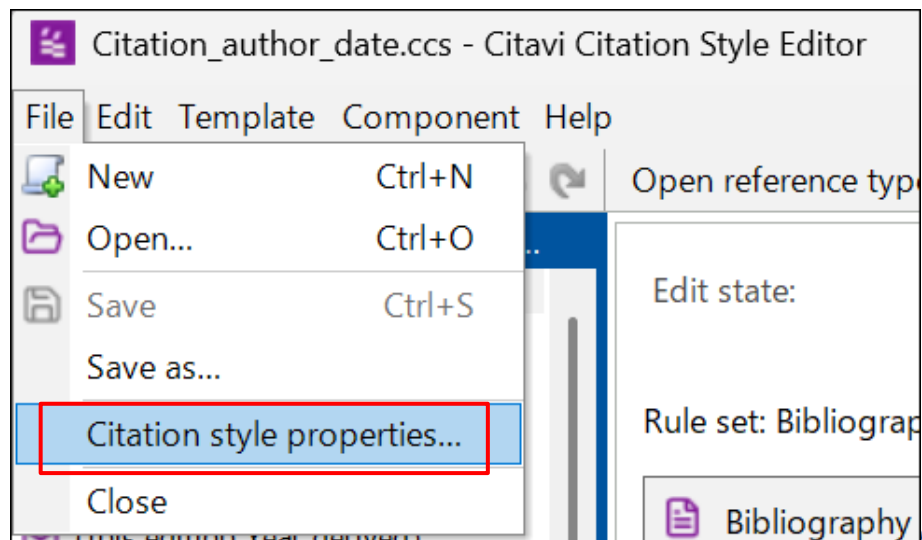 Citation_author_date.ccs - Citavi Citation Style Editor
File Edit Template Component Help
New Ctrl+N
Open reference type
Open... Ctrl+O
..
Edit state:
Save Ctrl+S
Save as...
Citation style properties...
Rule set: Bibliograp
Close
Bibliography